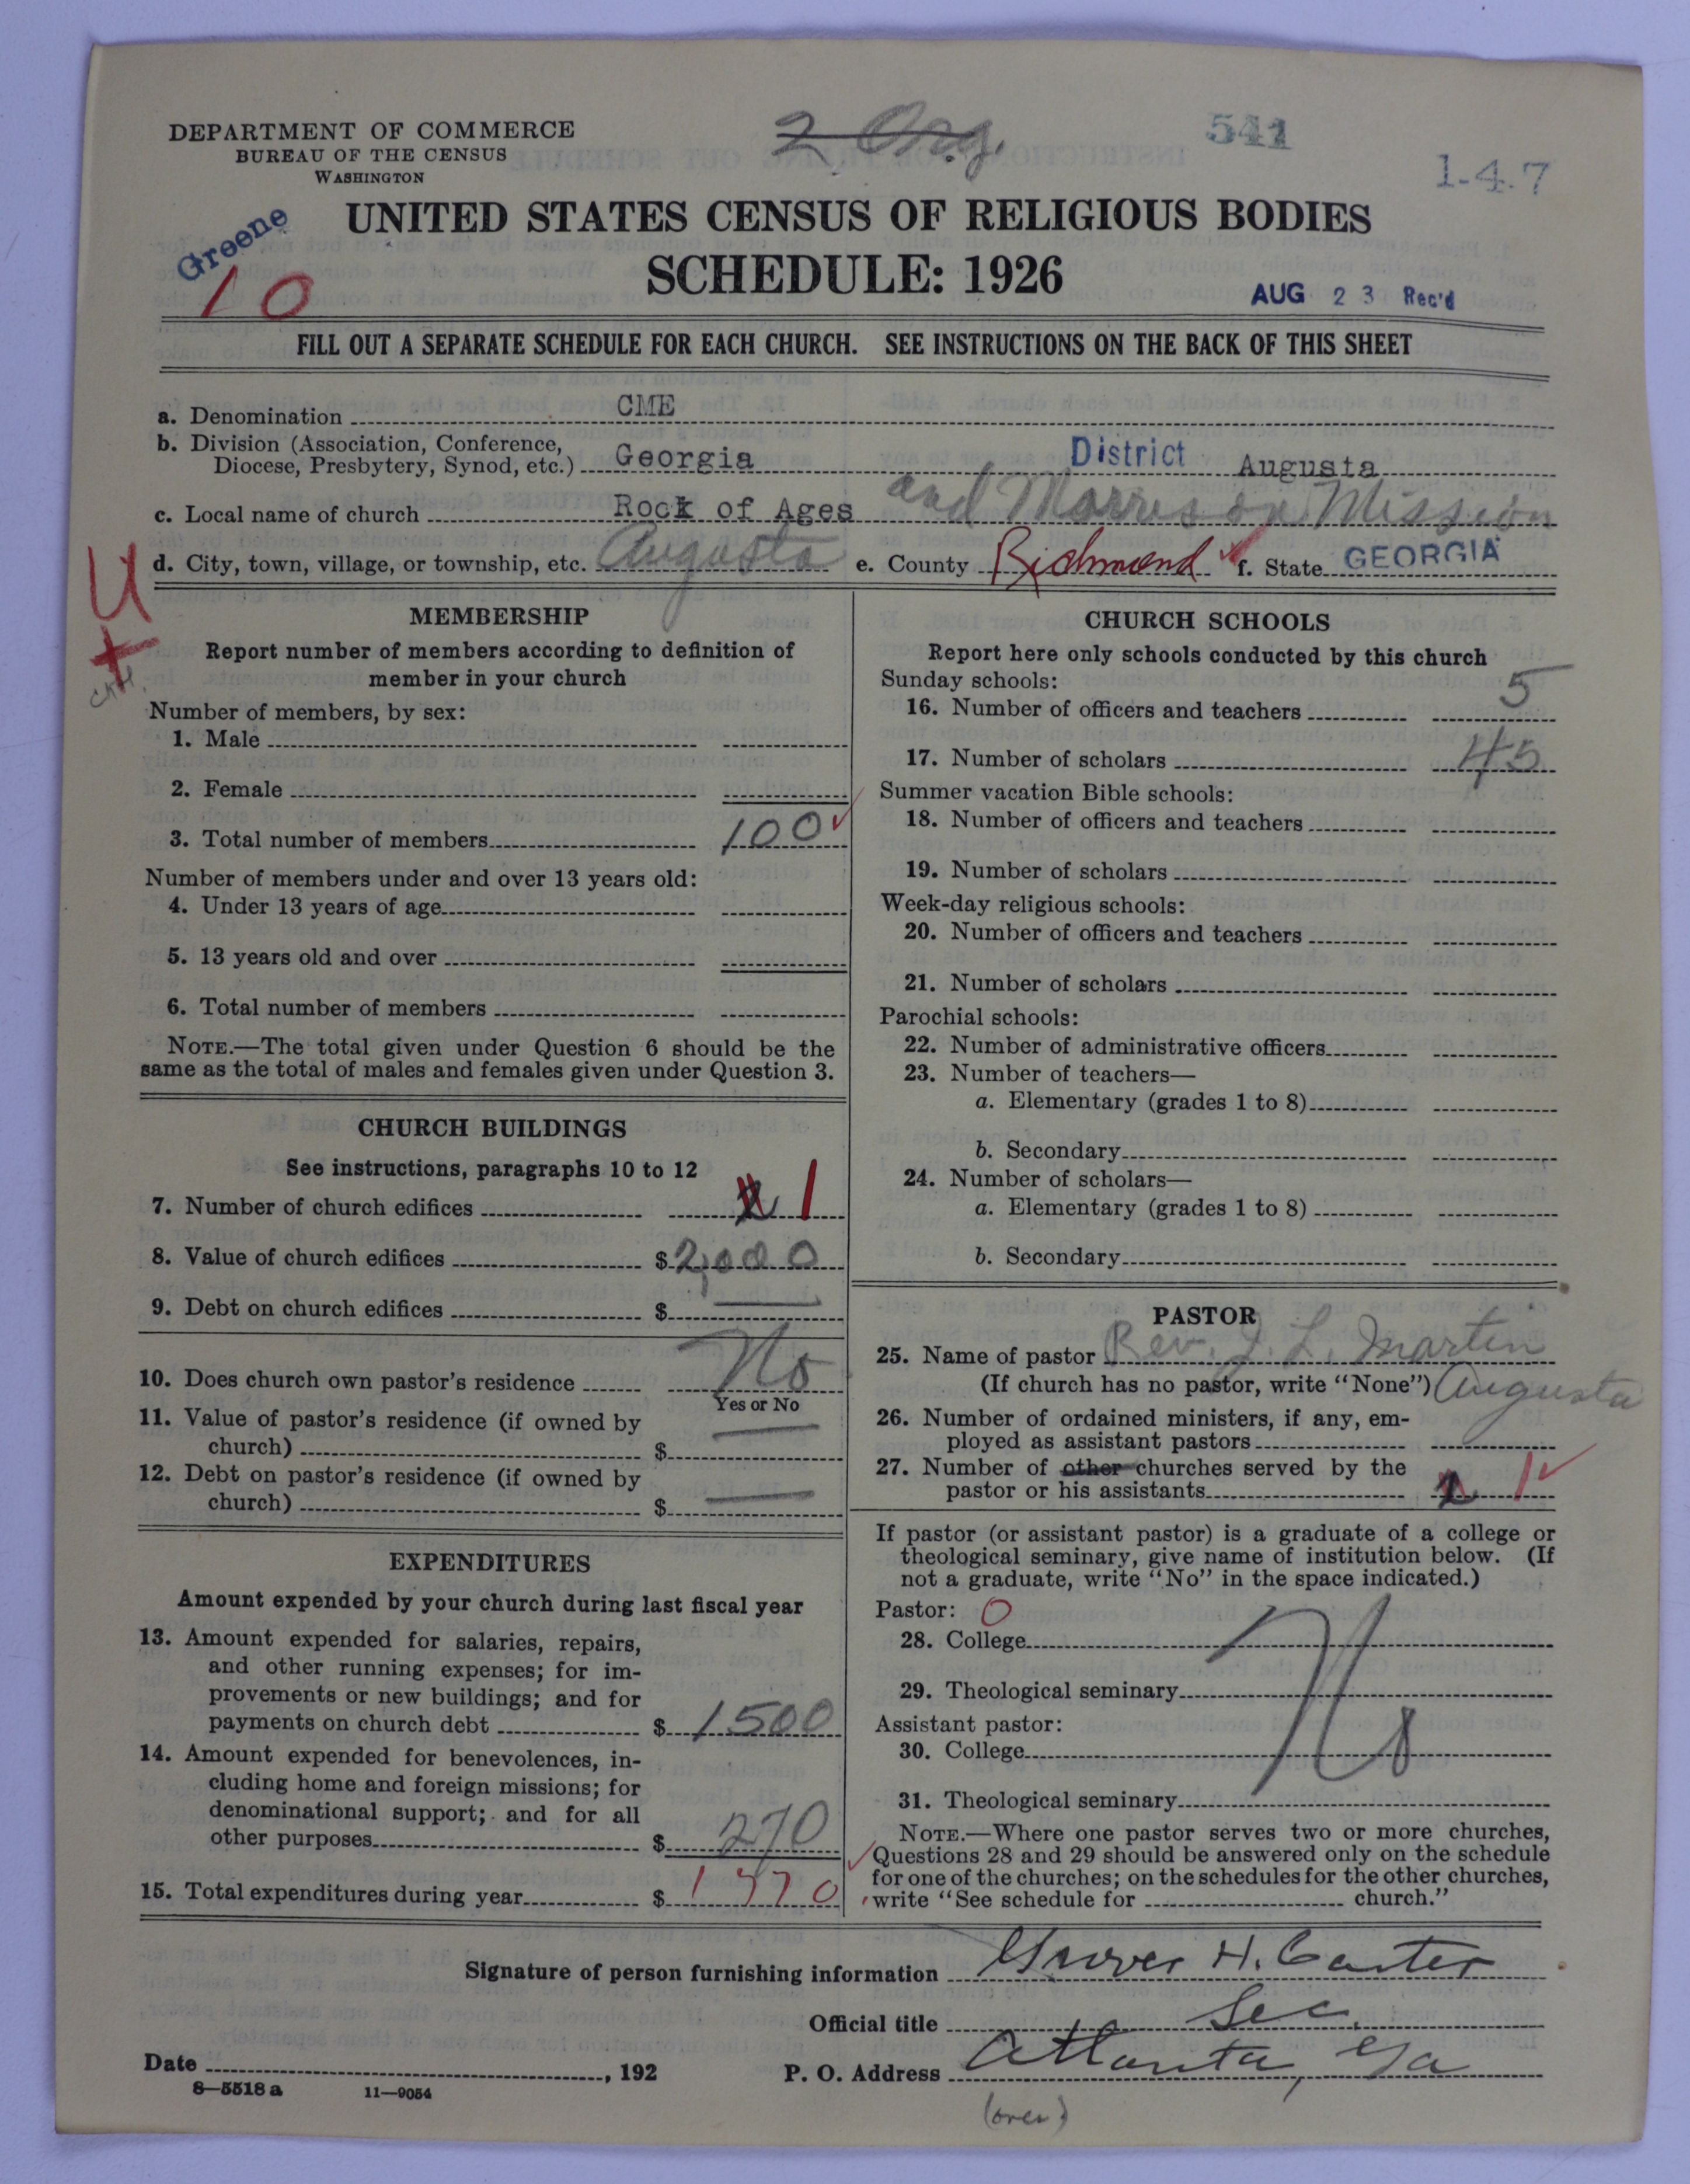 2 Org.
541
1-4-7
DEPARTMENT OF COMMERCE
BUREAU OF THE CENSUS
WASHINGTON
Greene
10
UNITED STATES CENSUS OF RELIGIOUS BODIES
SCHEDULE: 1926
AUG 23 Rec'd
FILL OUT A SEPARATE SCHEDULE FOR EACH CHURCH. SEE INSTRUCTIONS ON THE BACK OF THIS SHEET
a. Denomination CME
b. Division (Association, Conference, Diocese, Presbytery, Synod, etc.) Georgia District Augusta
c. Local name of church Rock of Ages and Morrison Mission
d. City, town, village, or township, etc. Augusta e. County Richmond f. State GEORGIA
U
+
MEMBERSHIP
Report number of members according to definition of
member in your church
Number of members, by sex:
1. Male
2. Female
3. Total number of members 100 ✓
Number of members under and over 13 years old:
4. Under 13 years of age
5. 13 years old and over
6. Total number of members
NOTE.—The total given under Question 6 should be the
same as the total of males and females given under Question 3.
CHURCH BUILDINGS
See instructions, paragraphs 10 to 12
7. Number of church edifices 2 1
8. Value of church edifices $ 2,000
9. Debt on church edifices $ —
10. Does church own pastor's residence No
Yes or No
11. Value of pastor's residence (if owned by
church) $ —
12. Debt on pastor's residence (if owned by
church) $ —
EXPENDITURES
Amount expended by your church during last fiscal year
13. Amount expended for salaries, repairs,
and other running expenses; for im-
provements or new buildings; and for
payments on church debt $ 1500
14. Amount expended for benevolences, in-
cluding home and foreign missions; for
denominational support; and for all
other purposes $ 270
15. Total expenditures during year $ 1770
CHURCH SCHOOLS
Report here only schools conducted by this church
Sunday schools:
16. Number of officers and teachers 5
17. Number of scholars 45
Summer vacation Bible schools:
18. Number of officers and teachers
19. Number of scholars
Week-day religious schools:
20. Number of officers and teachers
21. Number of scholars
Parochial schools:
22. Number of administrative officers
23. Number of teachers—
a. Elementary (grades 1 to 8)
b. Secondary
24. Number of scholars—
a. Elementary (grades 1 to 8)
b. Secondary
PASTOR
25. Name of pastor Rev. J. L. Martin
(If church has no pastor, write "None") Augusta
26. Number of ordained ministers, if any, em-
ployed as assistant pastors
27. Number of other churches served by the
pastor or his assistants 1 ✓
If pastor (or assistant pastor) is a graduate of a college or
theological seminary, give name of institution below. (If
not a graduate, write "No" in the space indicated.)
Pastor: 0
28. College
29. Theological seminary No
Assistant pastor:
30. College
31. Theological seminary
NOTE.—Where one pastor serves two or more churches,
Questions 28 and 29 should be answered only on the schedule
for one of the churches; on the schedules for the other churches,
write "See schedule for church."
Signature of person furnishing information Grover H. Carter
Official title Sec.
Date , 192 P. O. Address Atlanta, Ga
8—5518 a 11—9054
(over)